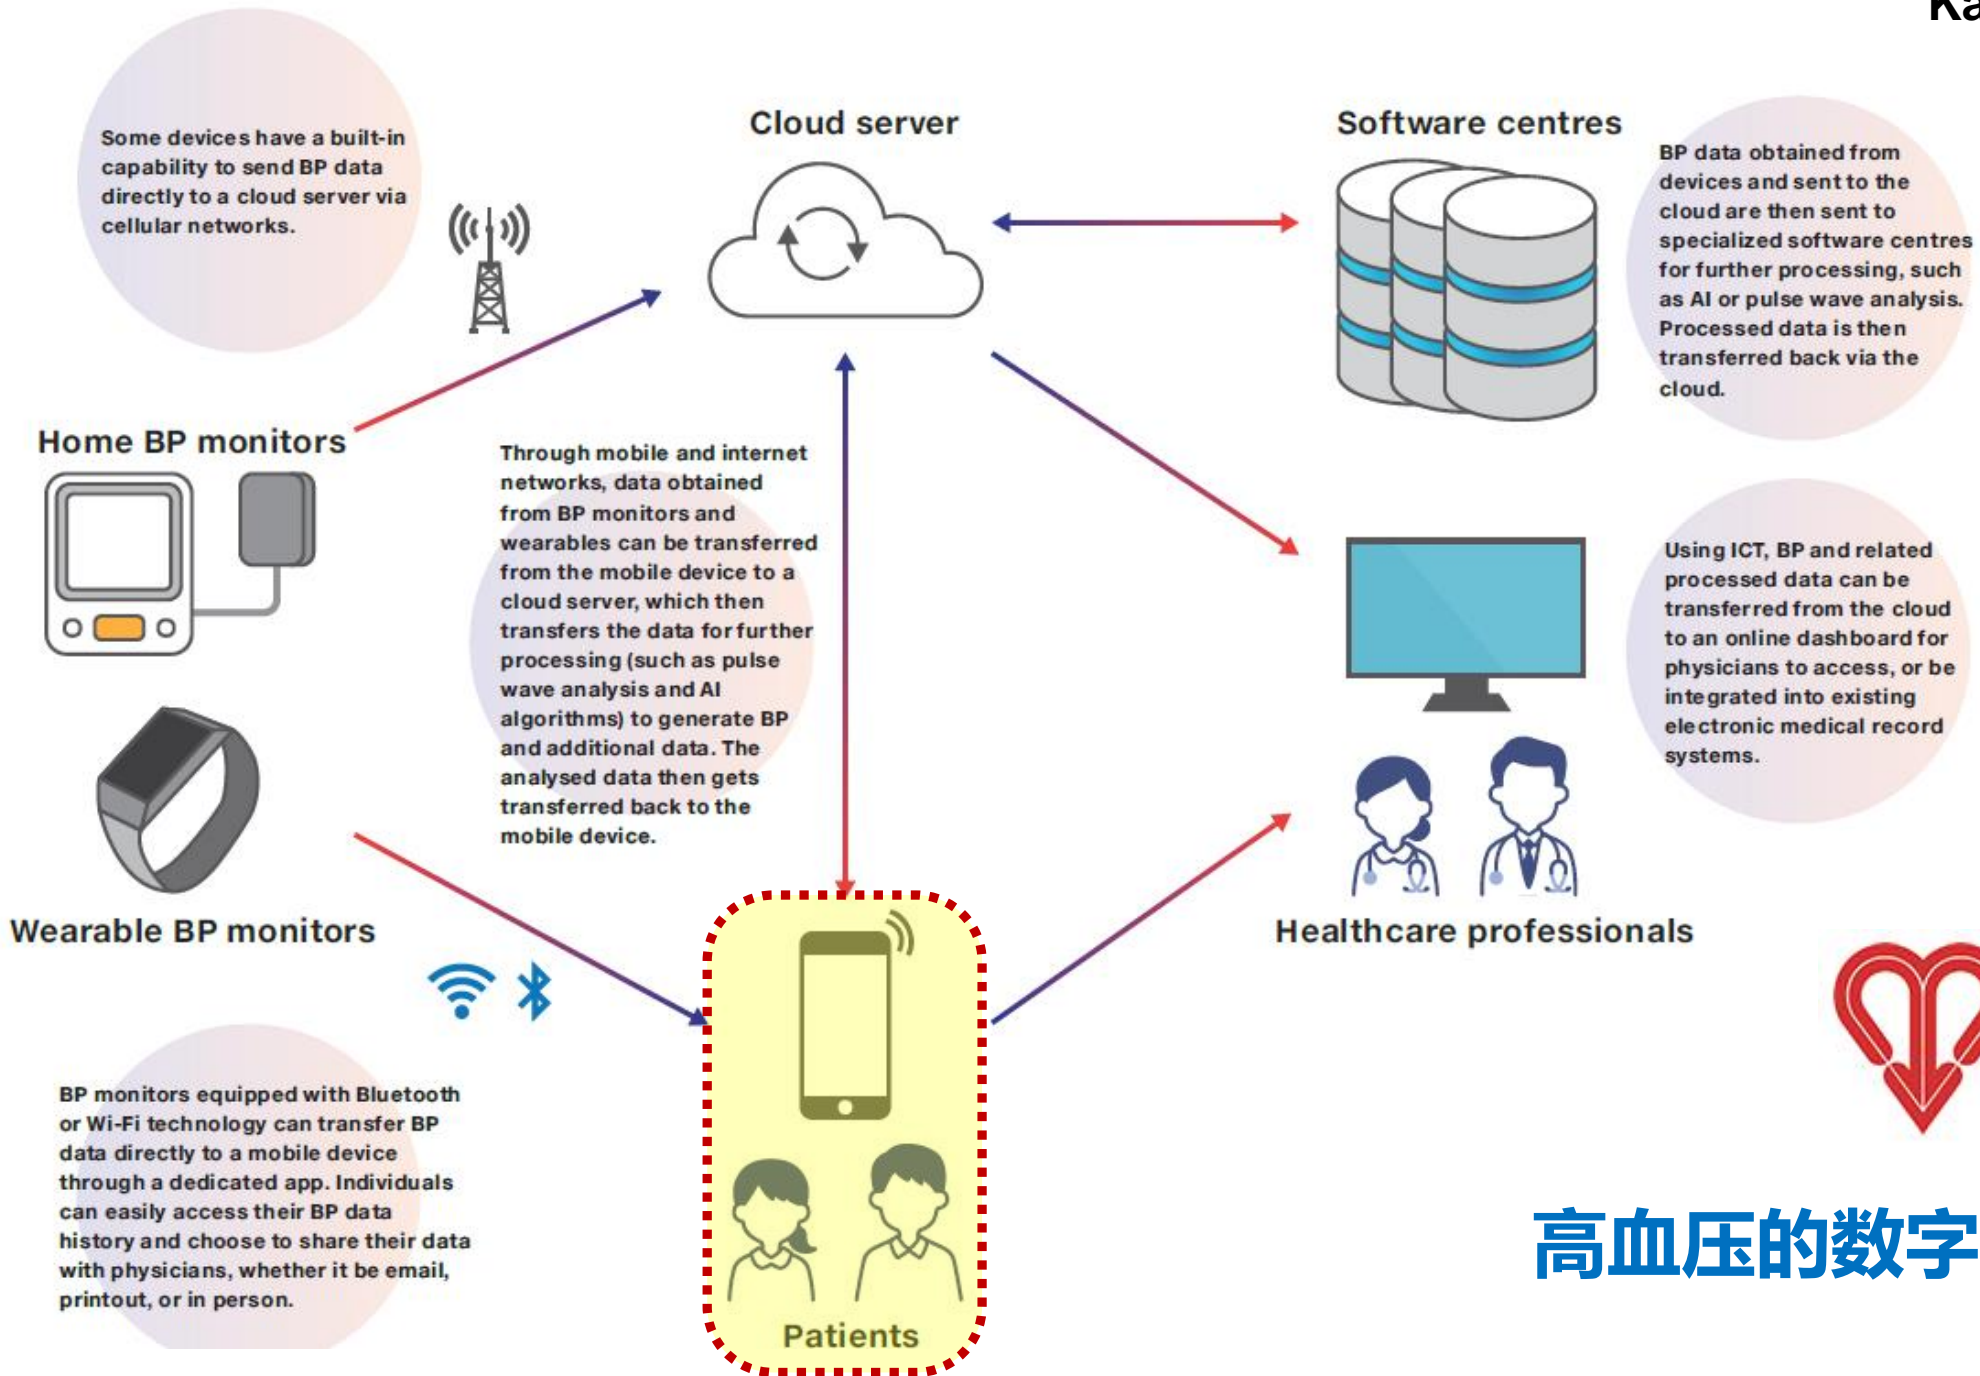 Ka
Some devices have a built-in
capability to send BP data
directly to a cloud server via
cellular networks.
Cloud server
Software centres
BP data obtained from
devices and sent to the
cloud are then sent to
specialized software centres
for further processing, such
as AI or pulse wave analysis.
Processed data is then
transferred back via the
cloud.
Home BP monitors
Through mobile and internet
networks, data obtained
from BP monitors and
wearables can be transferred
from the mobile device to a
cloud server, which then
transfers the data for further
processing (such as pulse
wave analysis and AI
algorithms) to generate BP
and additional data. The
analysed data then gets
transferred back to the
mobile device.
Using ICT, BP and related
processed data can be
transferred from the cloud
to an online dashboard for
physicians to access, or be
integrated into existing
electronic medical record
systems.
Wearable BP monitors
Healthcare professionals
BP monitors equipped with Bluetooth
or Wi-Fi technology can transfer BP
data directly to a mobile device
through a dedicated app. Individuals
can easily access their BP data
history and choose to share their data
with physicians, whether it be email,
printout, or in person.
Patients
高血压的数字